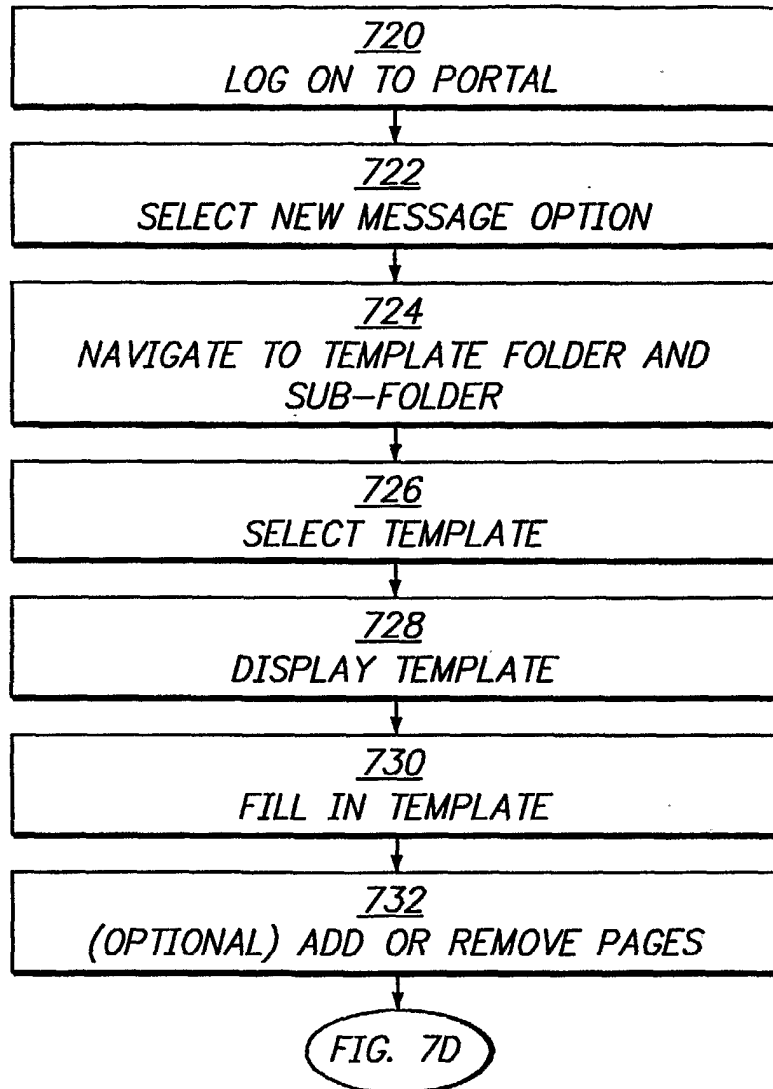 720
LOG ON TO PORTAL
722
SELECT NEW MESSAGE OPTION
724
NAVIGATE TO TEMPLATE FOLDER AND
SUB-FOLDER
726
SELECT TEMPLATE
728
DISPLAY TEMPLATE
730
FILL IN TEMPLATE
732
(OPTIONAL) ADD OR REMOVE PAGES
FIG. 7D